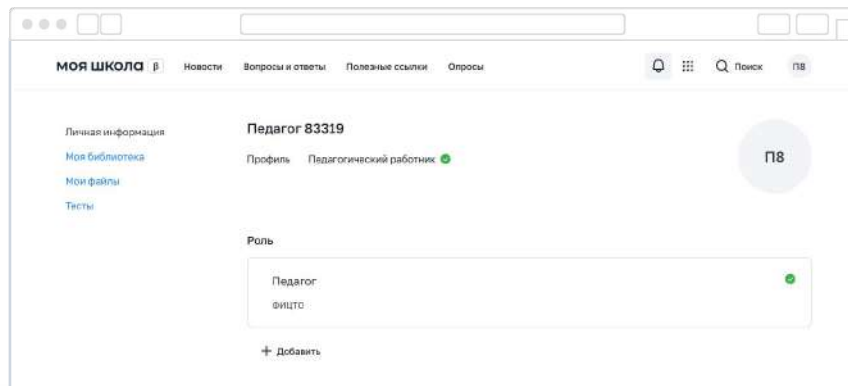 моя школа β Новости Вопросы и ответы Полезные ссылки Опросы Поиск П8
Личная информация
Моя библиотека
Мои файлы
Тесты
Педагог 83319
Профиль Педагогический работник
П8
Роль
Педагог
ФИЦТО
+ Добавить